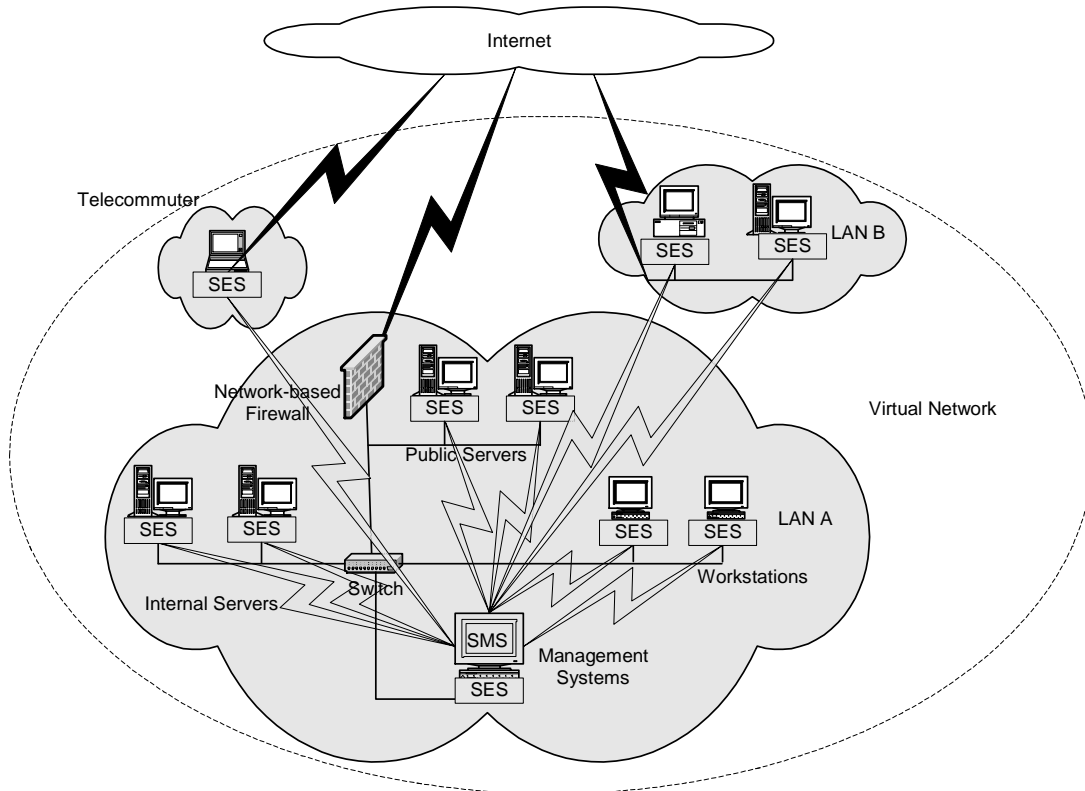 Internet
Telecommuter
SES
SES
SES
LAN B
Network-based
Firewall
SES
SES
Public Servers
Virtual Network
SES
SES
SES
SES
LAN A
Switch
Workstations
Internal Servers
SMS
SES
Management
Systems